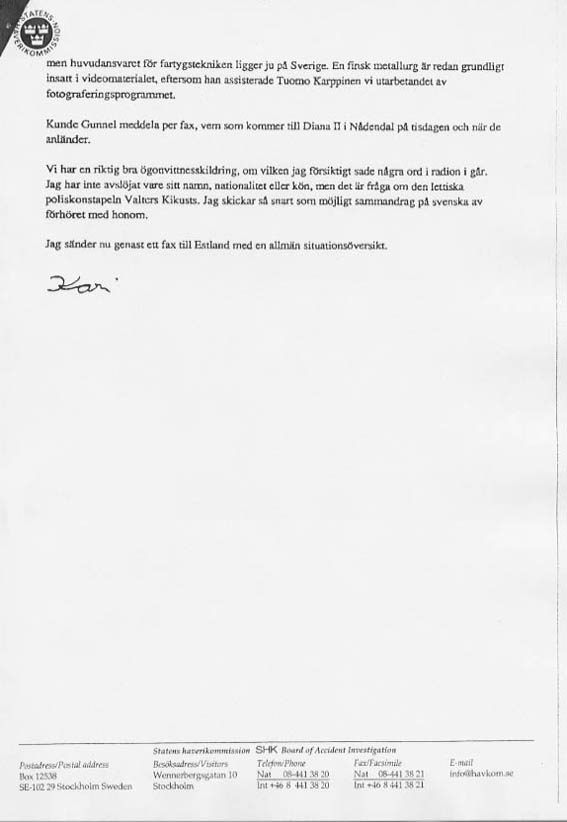 STATENS
HAVERIKOMMISSION
men huvudansvaret för fartygstekniken ligger ju på Sverige. En finsk metallurg är redan grundligt
insatt i videomaterialet, eftersom han assisterade Tuomo Karppinen vi utarbetandet av
fotograferingsprogrammet.
Kunde Gunnel meddela per fax, vem som kommer till Diana II i Nådendal på tisdagen och när de
anländer.
Vi har en riktig bra ögonvittnesskildring, om vilken jag försiktigt sade några ord i radion i går.
Jag har inte avslöjat vare sitt namn, nationalitet eller kön, men det är fråga om den lettiska
poliskonstapeln Valters Kikusts. Jag skickar så snart som möjligt sammandrag på svenska av
förhöret med honom.
Jag sänder nu genast ett fax till Estland med en allmän situationsöversikt.
Kari
Statens haverikommission SHK Board of Accident Investigation
Postadress/Postal address Besöksadress/Visitors Telefon/Phone Fax/Facsimile E-mail
Box 12538 Wennerbergsgatan 10 Nat 08-441 38 20 Nat 08-441 38 21 info@havkom.se
SE-102 29 Stockholm Sweden Stockholm Int +46 8 441 38 20 Int +46 8 441 38 21